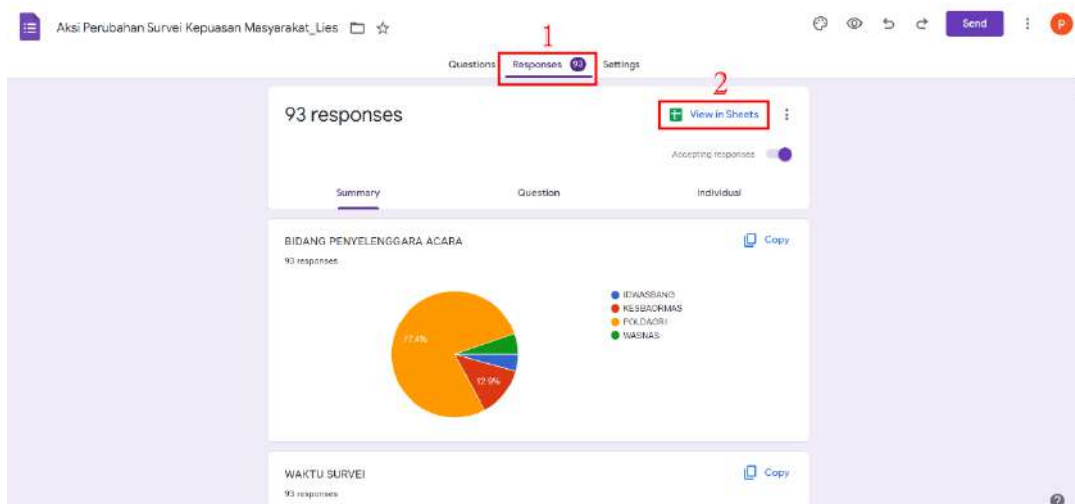 Aksi Perubahan Survei Kepuasan Masyarakat_Lies
Send
P
1
Questions
Responses 93
Settings
2
93 responses
View in Sheets
Accepting responses
Summary
Question
Individual
BIDANG PENYELENGGARA ACARA
Copy
93 responses
IDWASBANG
KESBAORMAS
POLDAGRI
WASNAS
77.4%
12.9%
WAKTU SURVEI
Copy
93 responses